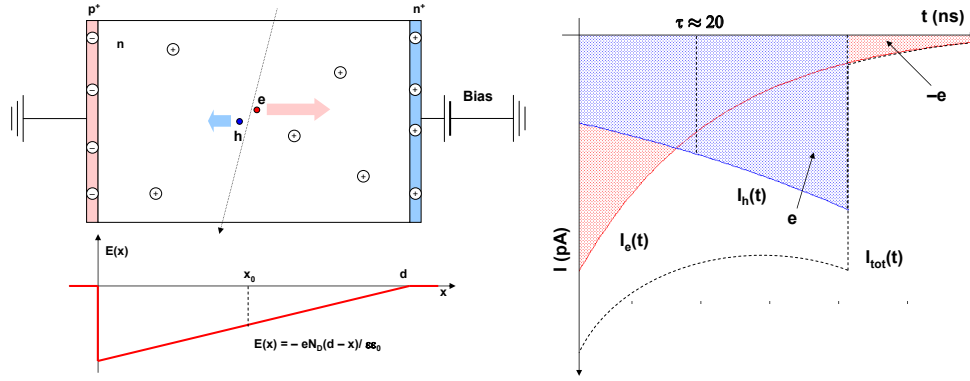 p⁺
n⁺
n
e
h
Bias
E(x)
x₀
d
x
E(x) = – eN_D(d – x)/ εε₀
t (ns)
τ ≈ 20
–e
I_h(t)
e
I_e(t)
I_tot(t)
I (pA)